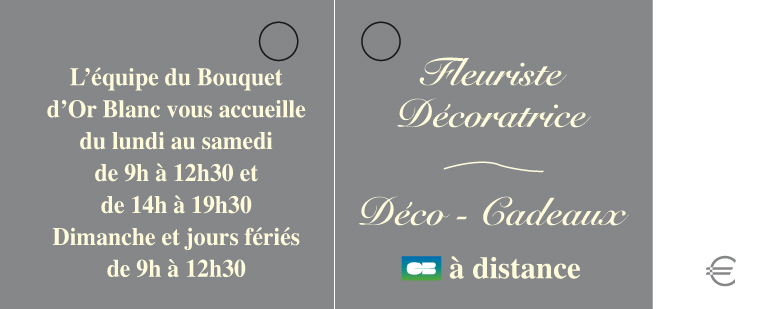 L'équipe du Bouquet
d'Or Blanc vous accueille
du lundi au samedi
de 9h à 12h30 et
de 14h à 19h30
Dimanche et jours fériés
de 9h à 12h30
Fleuriste
Décoratrice
Déco - Cadeaux
CB à distance
€